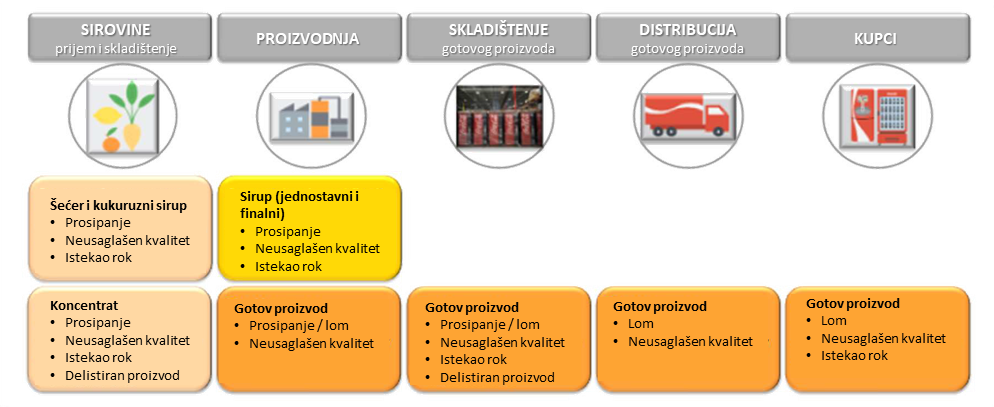 SIROVINE
prijem i skladištenje
PROIZVODNJA
SKLADIŠTENJE
gotovog proizvoda
DISTRIBUCIJA
gotovog proizvoda
KUPCI
Šećer i kukuruzni sirup
• Prosipanje
• Neusaglašen kvalitet
• Istekao rok
Sirup (jednostavni i
finalni)
• Prosipanje
• Neusaglašen kvalitet
• Istekao rok
Koncentrat
• Prosipanje
• Neusaglašen kvalitet
• Istekao rok
• Delistiran proizvod
Gotov proizvod
• Prosipanje / lom
• Neusaglašen kvalitet
Gotov proizvod
• Prosipanje / lom
• Neusaglašen kvalitet
• Istekao rok
• Delistiran proizvod
Gotov proizvod
• Lom
• Neusaglašen kvalitet
Gotov proizvod
• Lom
• Neusaglašen kvalitet
• Istekao rok